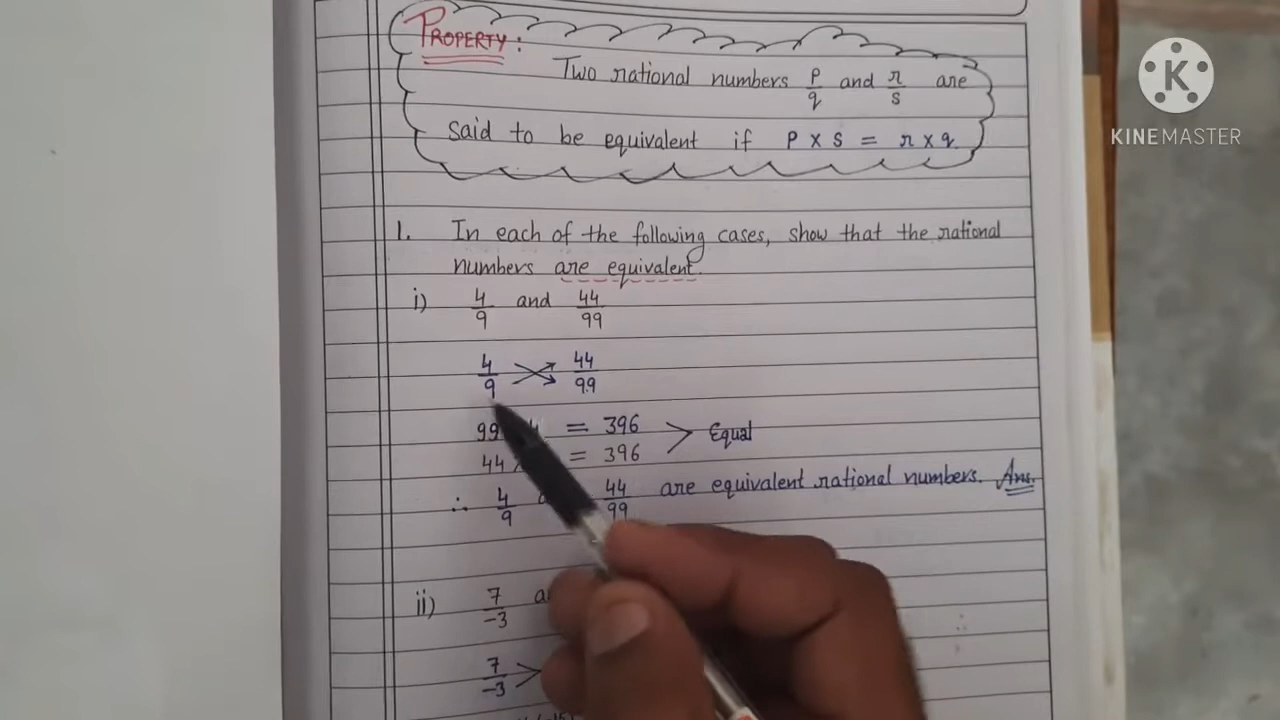 PROPERTY:
Two rational numbers p/q and r/s are
said to be equivalent if p x s = r x q.
1. In each of the following cases, show that the rational
numbers are equivalent.
i) 4/9 and 44/99
4/9 44/99
99 = 396
44 x = 396 > Equal
∴ 4/9 44/99 are equivalent rational numbers. Ans.
ii) 7/-3
7/-3
K
KINEMASTER